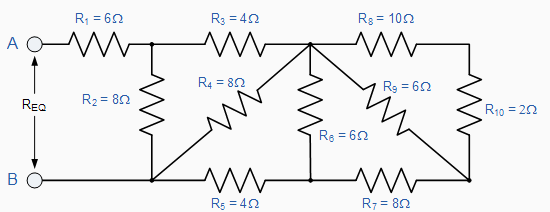 R₁ = 6Ω
R₃ = 4Ω
R₈ = 10Ω
A
R₄ = 8Ω
R₉ = 6Ω
R₂ = 8Ω
REQ
R₁₀ = 2Ω
R₆ = 6Ω
B
R₅ = 4Ω
R₇ = 8Ω